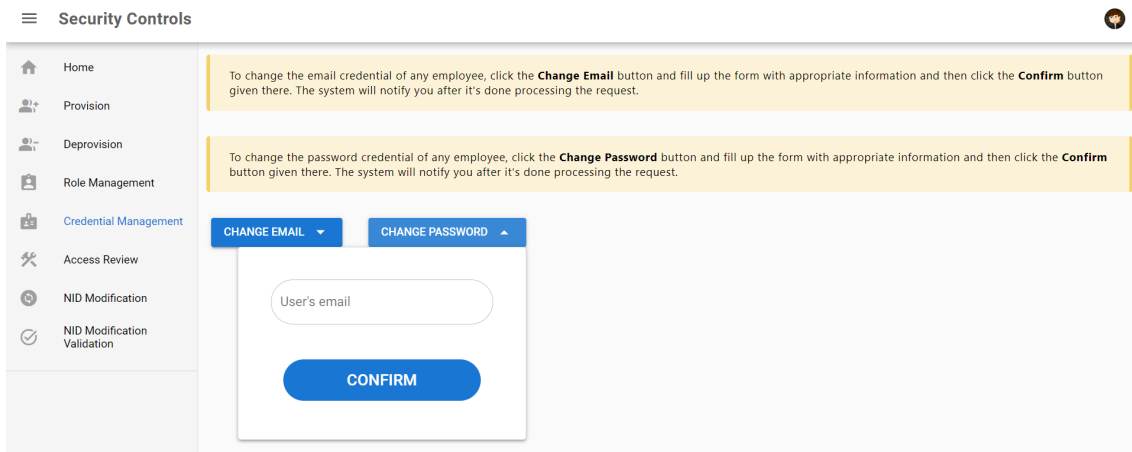 Security Controls
Home
Provision
Deprovision
Role Management
Credential Management
Access Review
NID Modification
NID Modification
Validation
To change the email credential of any employee, click the Change Email button and fill up the form with appropriate information and then click the Confirm button
given there. The system will notify you after it's done processing the request.
To change the password credential of any employee, click the Change Password button and fill up the form with appropriate information and then click the Confirm
button given there. The system will notify you after it's done processing the request.
CHANGE EMAIL
CHANGE PASSWORD
User's email
CONFIRM